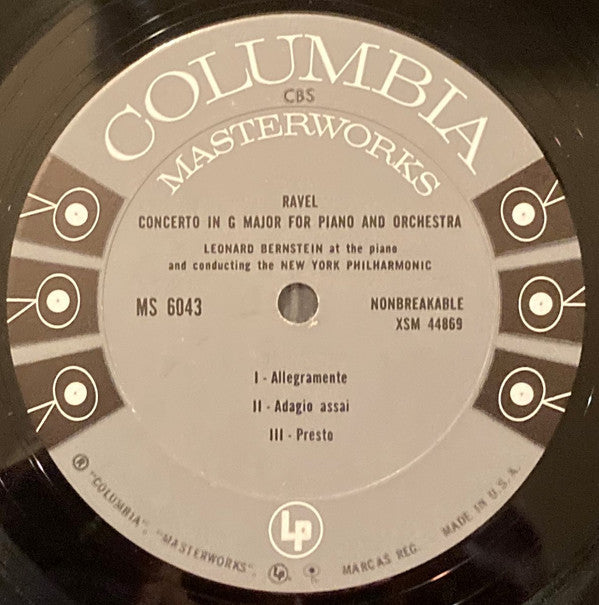 COLUMBIA
CBS
MASTERWORKS
RAVEL
CONCERTO IN G MAJOR FOR PIANO AND ORCHESTRA
LEONARD BERNSTEIN at the piano
and conducting the NEW YORK PHILHARMONIC
MS 6043
NONBREAKABLE
XSM 44869
I - Allegramente
II - Adagio assai
III - Presto
LP
® "COLUMBIA", "MASTERWORKS", LP, MARCAS REG. MADE IN U.S.A.